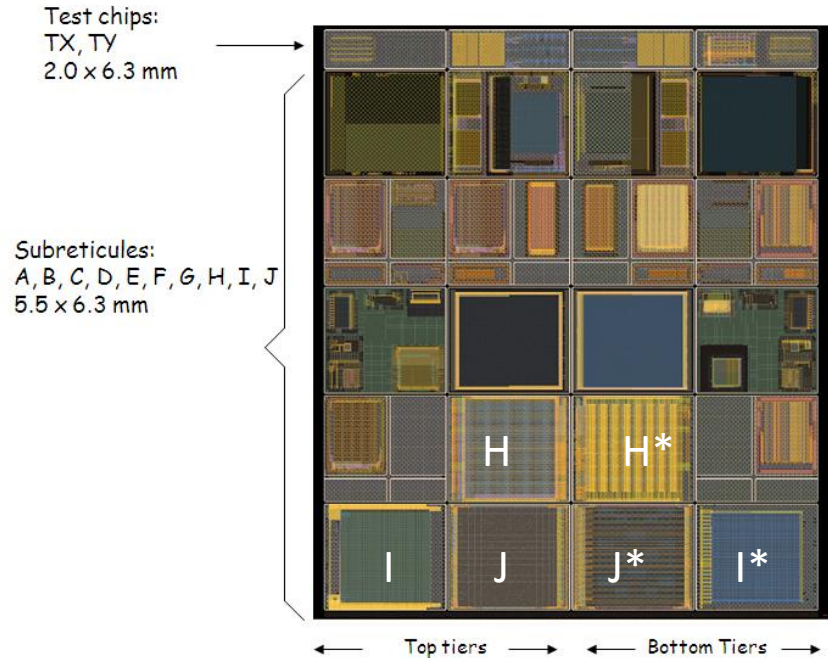 Test chips:
TX, TY
2.0 x 6.3 mm
Subreticules:
A, B, C, D, E, F, G, H, I, J
5.5 x 6.3 mm
H
H*
I
J
J*
I*
Top tiers
Bottom Tiers